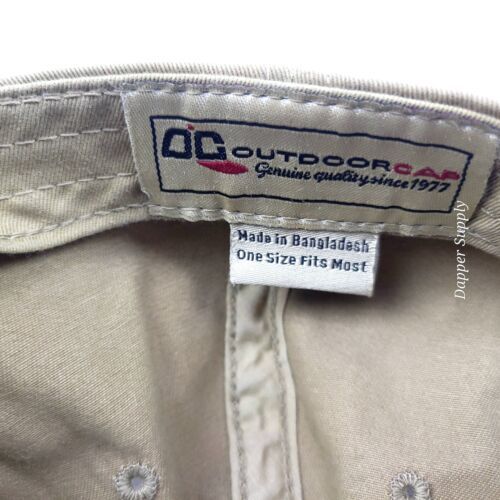 OC OUTDOORCAP
Genuine quality since 1977
Made in Bangladesh
One Size Fits Most
Dapper Supply